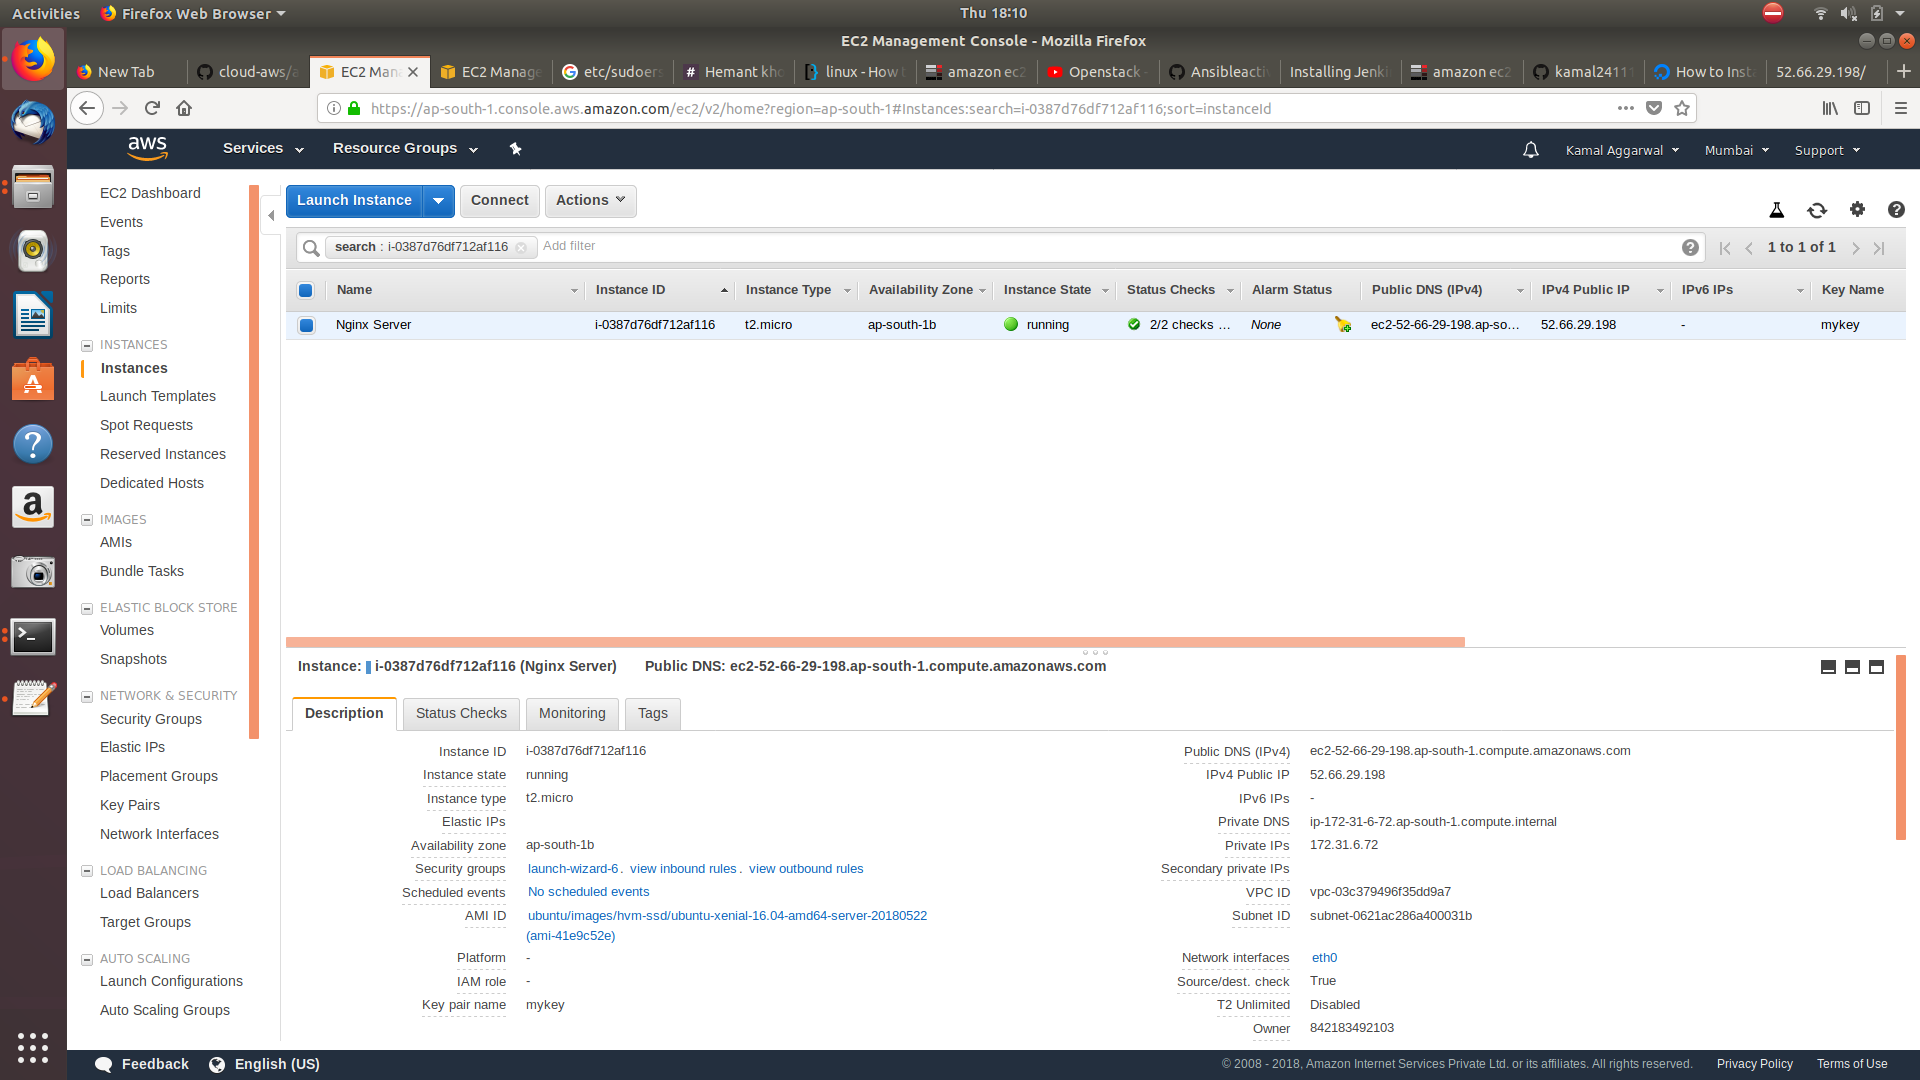 Activities Firefox Web Browser Thu 18:10
EC2 Management Console - Mozilla Firefox
New Tab cloud-aws/a EC2 Man EC2 Manage etc/sudoers Hemant kho linux - How t amazon ec2 Openstack - Ansibleactiv Installing Jenki amazon ec2 kamal24111 How to Inst 52.66.29.198/
https://ap-south-1.console.aws.amazon.com/ec2/v2/home?region=ap-south-1#Instances:search=i-0387d76df712af116;sort=instanceId
aws Services Resource Groups Kamal Aggarwal Mumbai Support
EC2 Dashboard
Events
Tags
Reports
Limits
INSTANCES
Instances
Launch Templates
Spot Requests
Reserved Instances
Dedicated Hosts
IMAGES
AMIs
Bundle Tasks
ELASTIC BLOCK STORE
Volumes
Snapshots
NETWORK & SECURITY
Security Groups
Elastic IPs
Placement Groups
Key Pairs
Network Interfaces
LOAD BALANCING
Load Balancers
Target Groups
AUTO SCALING
Launch Configurations
Auto Scaling Groups
Launch Instance Connect Actions
search : i-0387d76df712af116 Add filter 1 to 1 of 1
Name Instance ID Instance Type Availability Zone Instance State Status Checks Alarm Status Public DNS (IPv4) IPv4 Public IP IPv6 IPs Key Name
Nginx Server i-0387d76df712af116 t2.micro ap-south-1b running 2/2 checks ... None ec2-52-66-29-198.ap-so... 52.66.29.198 - mykey
Instance: i-0387d76df712af116 (Nginx Server) Public DNS: ec2-52-66-29-198.ap-south-1.compute.amazonaws.com
Description Status Checks Monitoring Tags
Instance ID i-0387d76df712af116
Instance state running
Instance type t2.micro
Elastic IPs
Availability zone ap-south-1b
Security groups launch-wizard-6 . view inbound rules . view outbound rules
Scheduled events No scheduled events
AMI ID ubuntu/images/hvm-ssd/ubuntu-xenial-16.04-amd64-server-20180522
(ami-41e9c52e)
Platform -
IAM role -
Key pair name mykey
Public DNS (IPv4) ec2-52-66-29-198.ap-south-1.compute.amazonaws.com
IPv4 Public IP 52.66.29.198
IPv6 IPs -
Private DNS ip-172-31-6-72.ap-south-1.compute.internal
Private IPs 172.31.6.72
Secondary private IPs
VPC ID vpc-03c379496f35dd9a7
Subnet ID subnet-0621ac286a400031b
Network interfaces eth0
Source/dest. check True
T2 Unlimited Disabled
Owner 842183492103
Feedback English (US) © 2008 - 2018, Amazon Internet Services Private Ltd. or its affiliates. All rights reserved. Privacy Policy Terms of Use